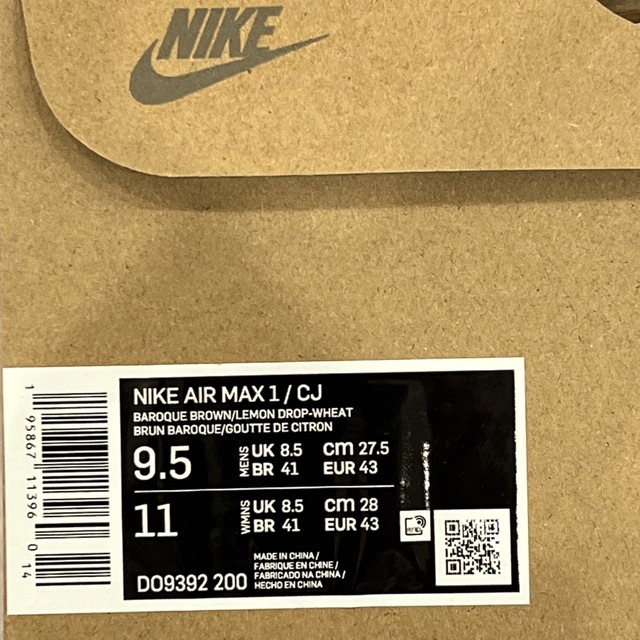 NIKE
NIKE AIR MAX 1 / CJ
BAROQUE BROWN/LEMON DROP-WHEAT
BRUN BAROQUE/GOUTTE DE CITRON
9.5 MENS UK 8.5 CM 27.5
BR 41 EUR 43
11 WMNS UK 8.5 CM 28
BR 41 EUR 43
MADE IN CHINA /
FABRIQUE EN CHINE /
FABRICADO NA CHINA /
HECHO EN CHINA
DO9392 200
1 95867 11396 0 14